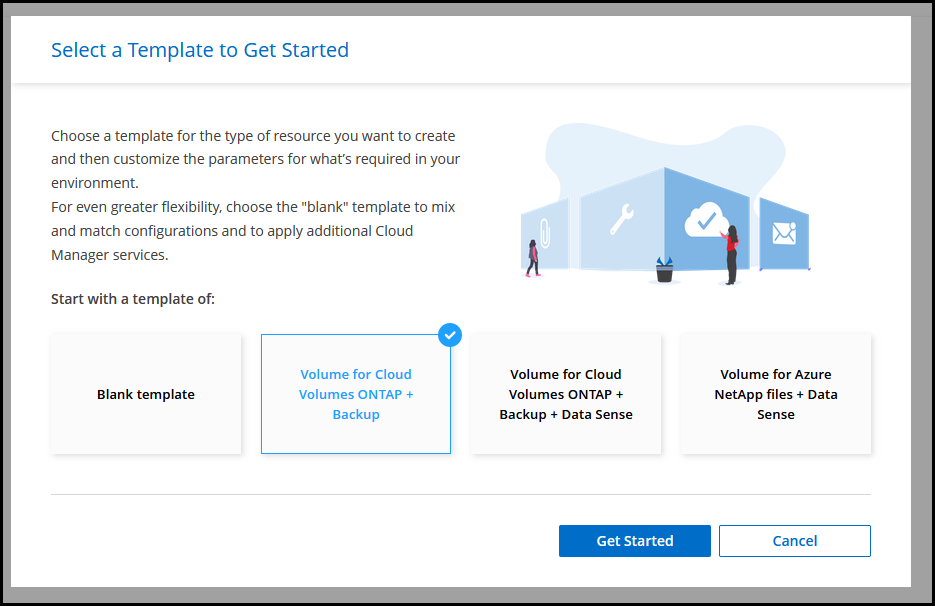 Select a Template to Get Started
Choose a template for the type of resource you want to create
and then customize the parameters for what's required in your
environment.
For even greater flexibility, choose the "blank" template to mix
and match configurations and to apply additional Cloud
Manager services.
Start with a template of:
Blank template
Volume for Cloud
Volumes ONTAP +
Backup
Volume for Cloud
Volumes ONTAP +
Backup + Data Sense
Volume for Azure
NetApp files + Data
Sense
Get Started
Cancel